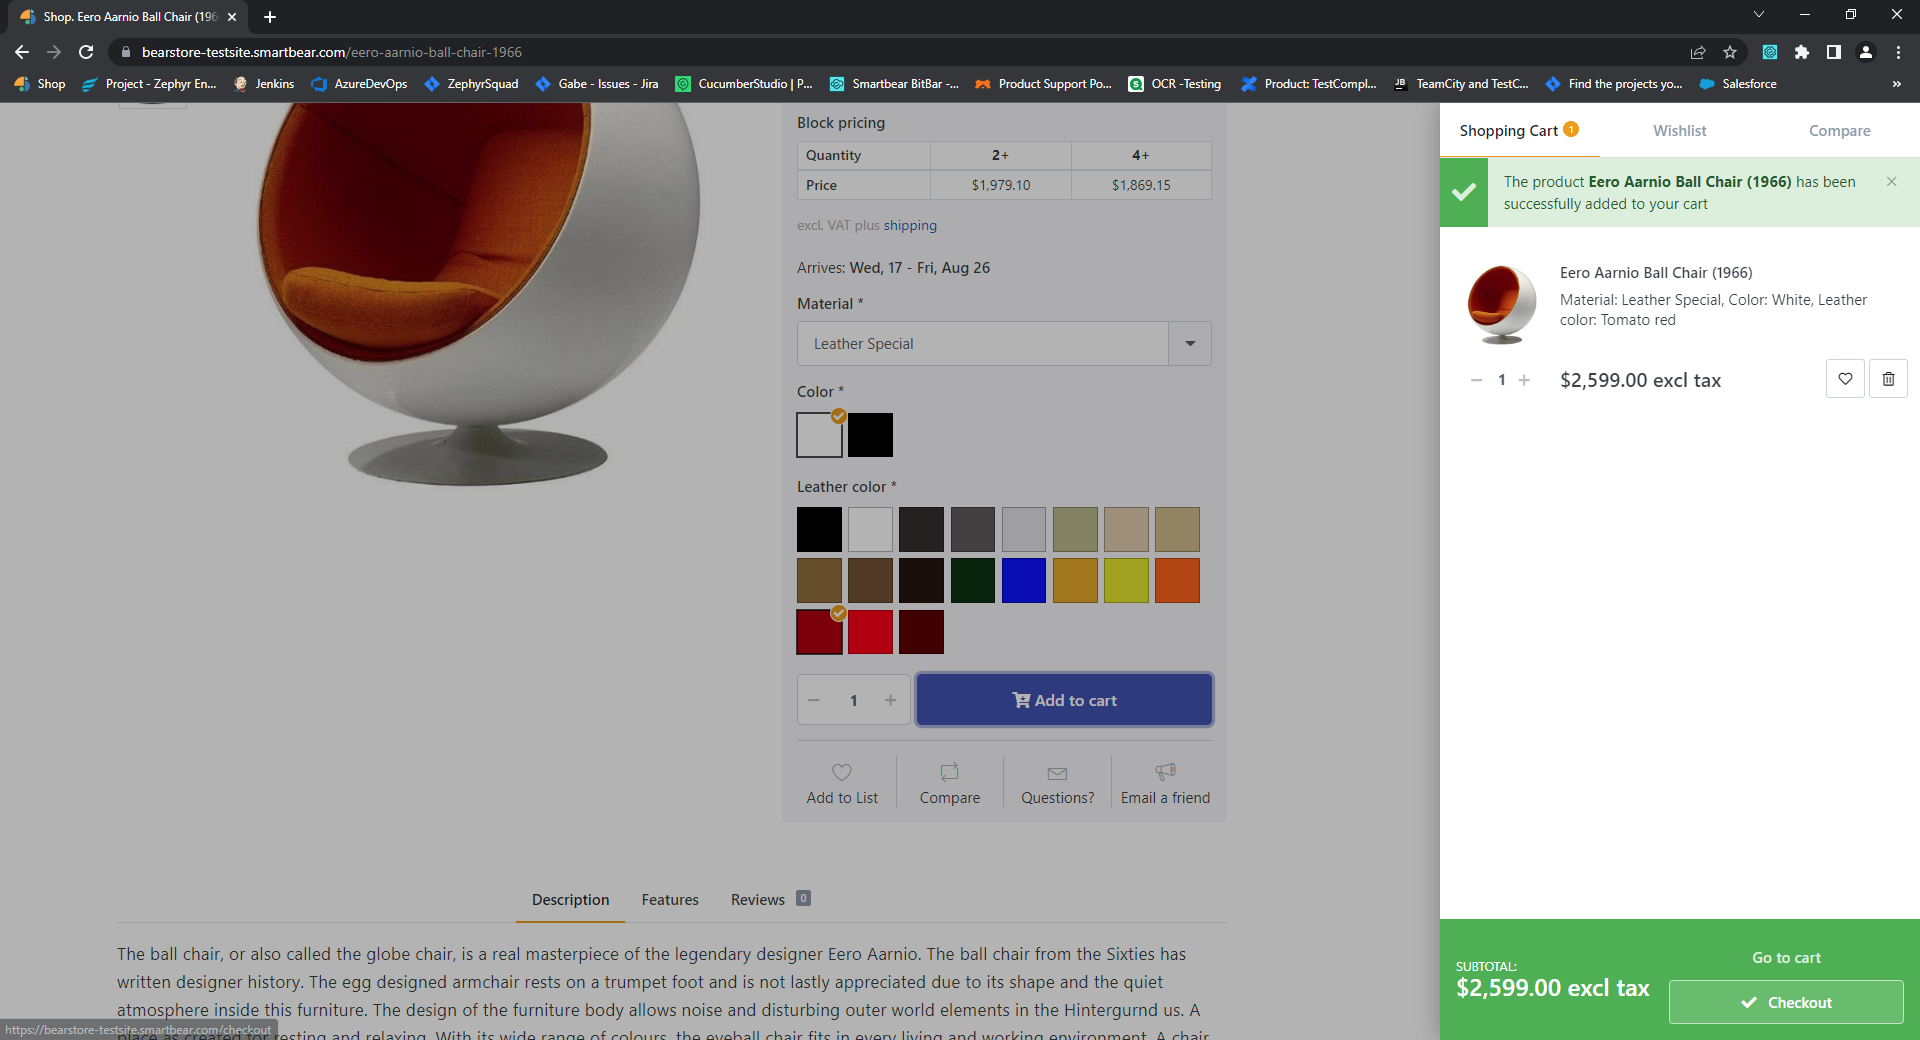 Shop. Eero Aarnio Ball Chair (196
bearstore-testsite.smartbear.com/eero-aarnio-ball-chair-1966
Shop
Project - Zephyr En...
Jenkins
AzureDevOps
ZephyrSquad
Gabe - Issues - Jira
CucumberStudio | P...
Smartbear BitBar -...
Product Support Po...
OCR -Testing
Product: TestCompl...
TeamCity and TestC...
Find the projects yo...
Salesforce
»
Block pricing
Quantity 2+ 4+
Price $1,979.10 $1,869.15
excl. VAT plus shipping
Arrives: Wed, 17 - Fri, Aug 26
Material *
Leather Special
Color *
Leather color *
− 1 +
Add to cart
Add to List
Compare
Questions?
Email a friend
Description
Features
Reviews 0
The ball chair, or also called the globe chair, is a real masterpiece of the legendary designer Eero Aarnio. The ball chair from the Sixties has
written designer history. The egg designed armchair rests on a trumpet foot and is not lastly appreciated due to its shape and the quiet
atmosphere inside this furniture. The design of the furniture body allows noise and disturbing outer world elements in the Hintergurnd us. A
place as created for resting and relaxing. With its wide range of colours, the eyeball chair fits in every living and working environment. A chair
https://bearstore-testsite.smartbear.com/checkout
Shopping Cart 1
Wishlist
Compare
The product Eero Aarnio Ball Chair (1966) has been
successfully added to your cart
Eero Aarnio Ball Chair (1966)
Material: Leather Special, Color: White, Leather
color: Tomato red
− 1 +
$2,599.00 excl tax
SUBTOTAL:
$2,599.00 excl tax
Go to cart
Checkout